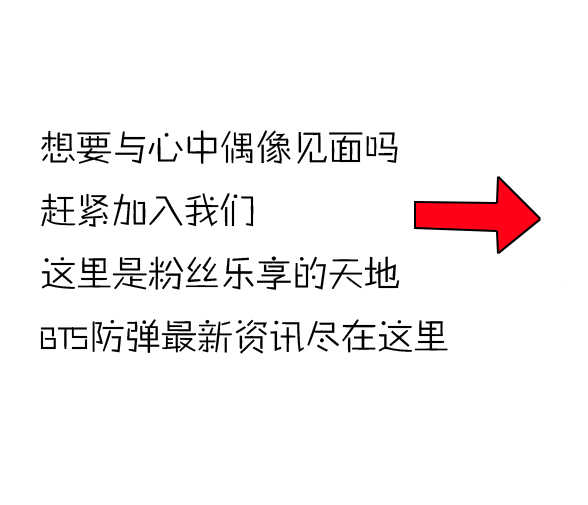 想要与心中偶像见面吗
赶紧加入我们
这里是粉丝乐享的天地
BTS防弹最新资讯尽在这里